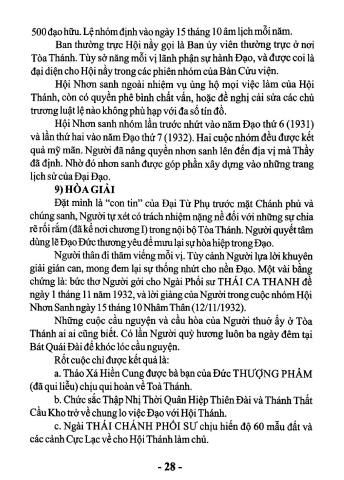 500 đạo hữu. Lệ nhóm định vào ngày 15 tháng 10 âm lịch mỗi năm.
Ban thường trực Hội nầy gọi là Ban ủy viên thường trực ở nơi
Tòa Thánh. Tùy sở năng mỗi vị lãnh phận sự hành Đạo, và được coi là
đại diện cho Hội nầy trong các phiên nhóm của Bàn Cửu viện.
Hội Nhơn sanh ngoài nhiệm vụ ủng hộ mọi việc làm của Hội
Thánh, còn có quyền phê bình chất vấn, hoặc đề nghị cải sửa các chủ
trương luật lệ nào không phù hạp với đa số tín đồ.
Hội Nhơn sanh nhóm lần trước nhứt vào năm Đạo thứ 6 (1931)
và lần thứ hai vào năm Đạo thứ 7 (1932). Hai cuộc nhóm đều được kết
quả mỹ mãn. Người đã nâng quyền nhơn sanh lên đến địa vị mà Thầy
đã định. Nhờ đó nhơn sanh được góp phần xây dựng vào những trang
lịch sử của Đại Đạo.
9) HÒA GIẢI
Đặt mình là “con tin” của Đại Từ Phụ trước mặt Chánh phủ và
chúng sanh, Người tự xét có trách nhiệm nặng nề đối với những sự chia
rẽ rối rắm (đã kể nơi chương I) trong nội bộ Tòa Thánh. Người quyết tâm
dùng lẽ Đạo Đức thương yêu để mưu lại sự hòa hiệp trong Đạo.
Người thân đi thăm viếng mỗi vị. Tùy cảnh Người lựa lời khuyên
giải gián can, mong đem lại sự thống nhứt cho nền Đạo. Một vài bằng
chứng là: bức thơ Người gởi cho Ngài Phối sư THÁI CA THANH đề
ngày 1 tháng 11 năm 1932, và lời giảng của Người trong cuộc nhóm Hội
Nhơn Sanh ngày 15 tháng 10 Nhâm Thân (12/11/1932).
Những cuộc cầu nguyện và cầu hòa của Người thuở ấy ở Tòa
Thánh ai ai cũng biết. Có lần Người quỳ hương luôn ba ngày đêm tại
Bát Quái Đài để khóc lóc cầu nguyện.
Rốt cuộc chỉ được kết quả là:
a. Thảo Xá Hiền Cung được bà bạn của Đức THƯỢNG PHẨM
(đã qui liễu) chịu qui hoàn về Toà Thánh.
b. Chức sắc Thập Nhị Thời Quân Hiệp Thiên Đài và Thánh Thất
Cầu Kho trở về chung lo việc Đạo với Hội Thánh.
c. Ngài THÁI CHÁNH PHỐI SƯ chịu hiến độ 60 mẫu đất và
các cảnh Cực Lạc về cho Hội Thánh làm chủ.
- 28 -